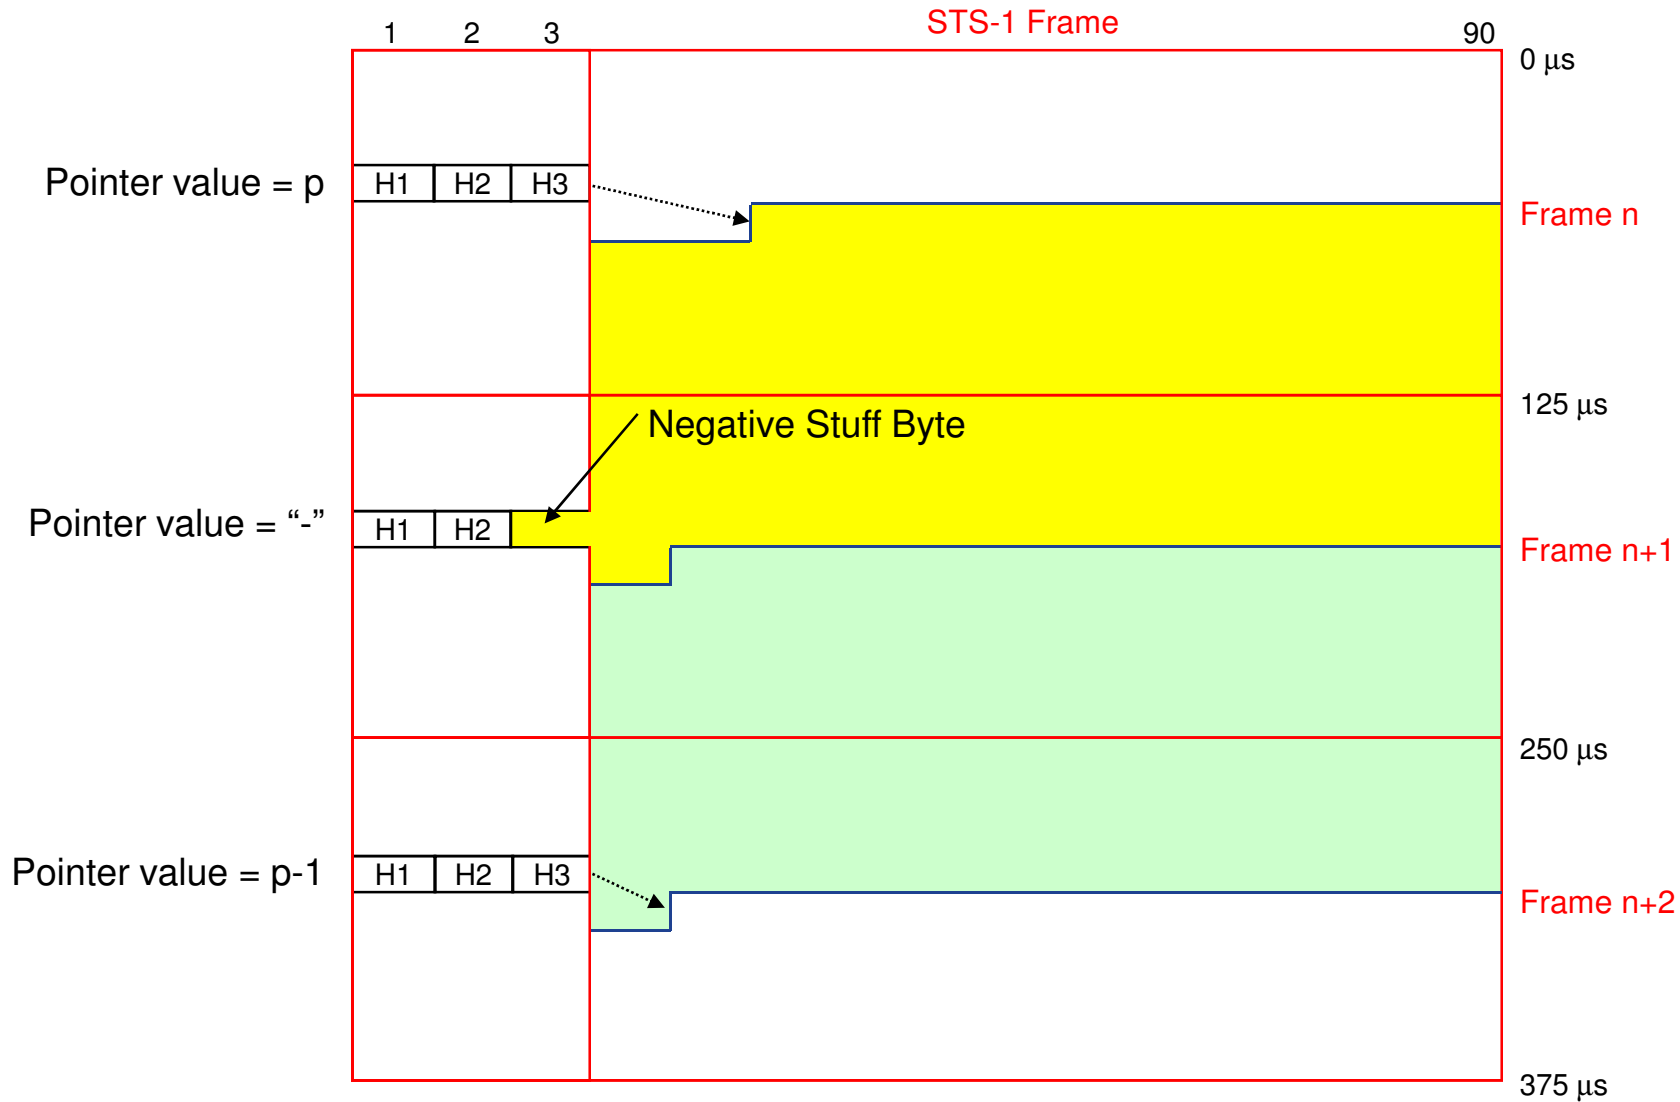 STS-1 Frame
1 2 3 90
0 μs
Pointer value = p
H1 H2 H3
Frame n
125 μs
Negative Stuff Byte
Pointer value = “-”
H1 H2
Frame n+1
250 μs
Pointer value = p-1
H1 H2 H3
Frame n+2
375 μs